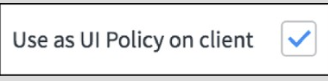 Use as UI Policy on client